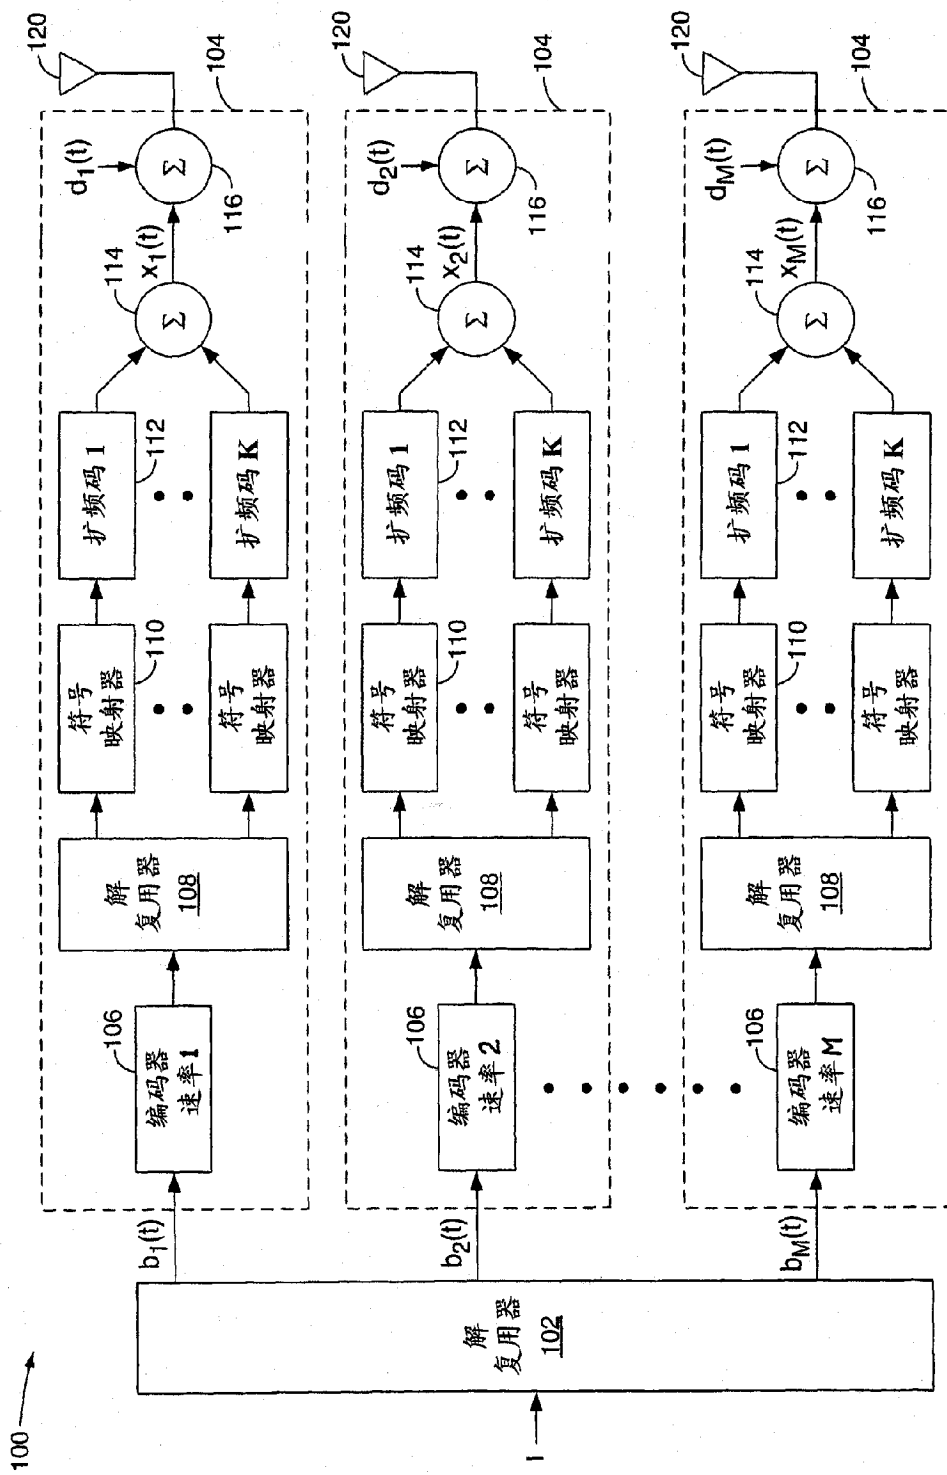 100
I
解
复用器
102
b1(t)
106
编码器
速率1
解
复用器
108
符号
映射器
110
符号
映射器
扩频码 1
112
扩频码 K
114
Σ
x1(t)
d1(t)
Σ
116
120
104
b2(t)
106
编码器
速率2
解
复用器
108
符号
映射器
110
符号
映射器
扩频码 1
112
扩频码 K
114
Σ
x2(t)
d2(t)
Σ
116
120
104
bM(t)
106
编码器
速率M
解
复用器
108
符号
映射器
110
符号
映射器
扩频码 1
112
扩频码 K
114
Σ
xM(t)
dM(t)
Σ
116
120
104